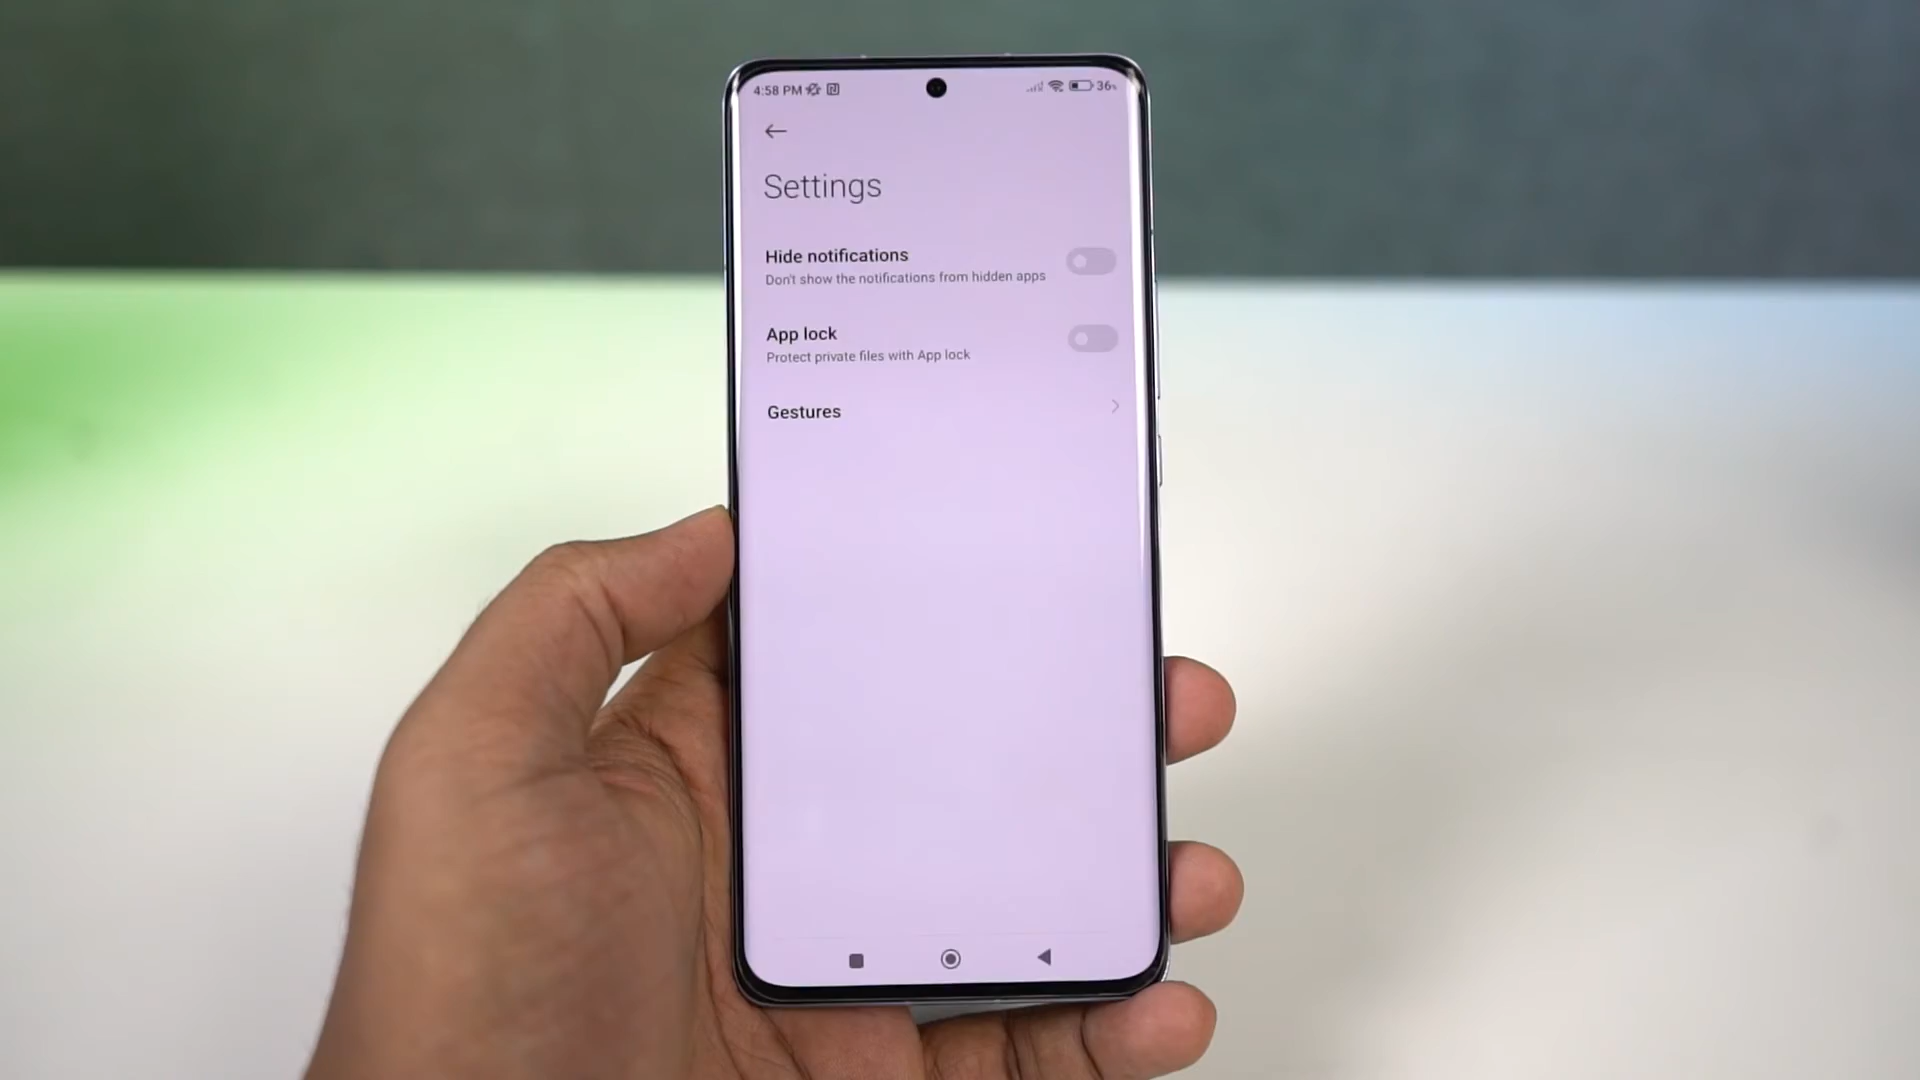 4:58 PM 36%
Settings
Hide notifications
Don't show the notifications from hidden apps
App lock
Protect private files with App lock
Gestures